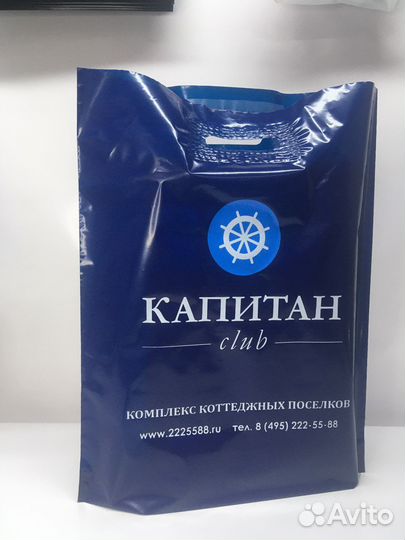 КАПИТАН
club
КОМПЛЕКС КОТТЕДЖНЫХ ПОСЕЛКОВ
www.2225588.ru тел. 8 (495) 222-55-88
Avito